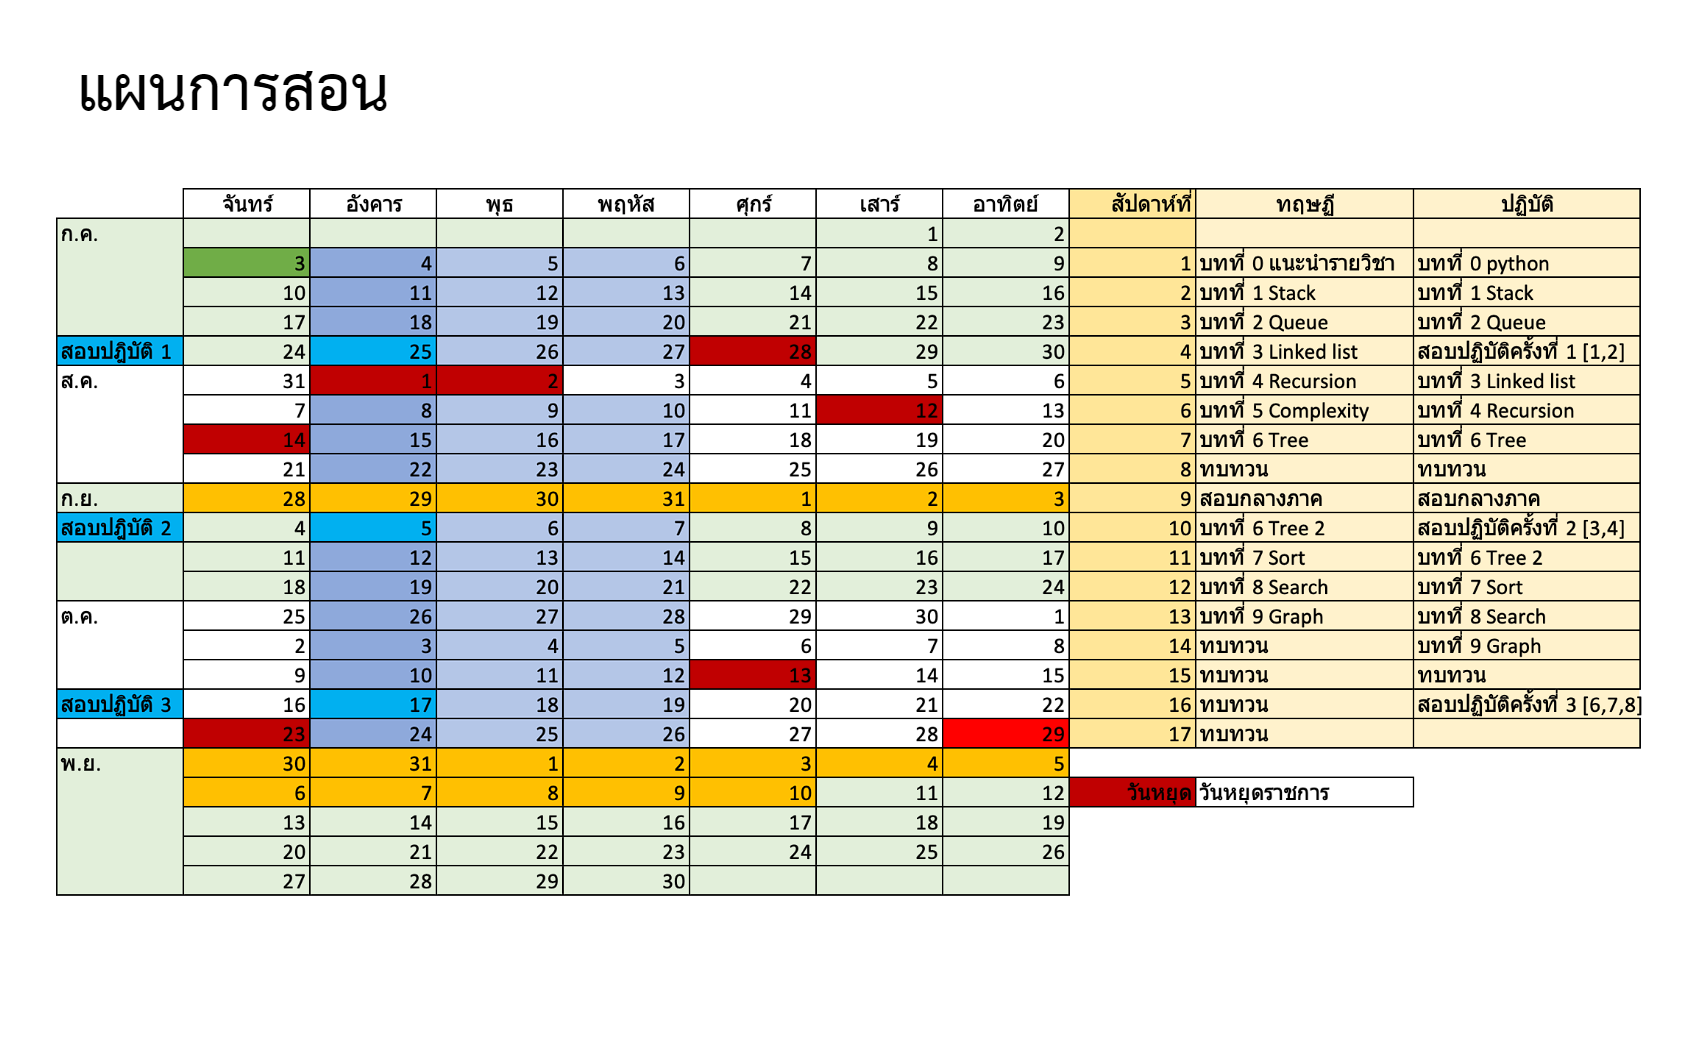 แผนการสอน
จันทร์ อังคาร พุธ พฤหัส ศุกร์ เสาร์ อาทิตย์ สัปดาห์ที่ ทฤษฏี ปฏิบัติ
ก.ค. 1 2
3 4 5 6 7 8 9 1 บทที่ 0 แนะนำรายวิชา บทที่ 0 python
10 11 12 13 14 15 16 2 บทที่ 1 Stack บทที่ 1 Stack
17 18 19 20 21 22 23 3 บทที่ 2 Queue บทที่ 2 Queue
สอบปฏิบัติ 1 24 25 26 27 28 29 30 4 บทที่ 3 Linked list สอบปฏิบัติครั้งที่ 1 [1,2]
ส.ค. 31 1 2 3 4 5 6 5 บทที่ 4 Recursion บทที่ 3 Linked list
7 8 9 10 11 12 13 6 บทที่ 5 Complexity บทที่ 4 Recursion
14 15 16 17 18 19 20 7 บทที่ 6 Tree บทที่ 6 Tree
21 22 23 24 25 26 27 8 ทบทวน ทบทวน
ก.ย. 28 29 30 31 1 2 3 9 สอบกลางภาค สอบกลางภาค
สอบปฏิบัติ 2 4 5 6 7 8 9 10 10 บทที่ 6 Tree 2 สอบปฏิบัติครั้งที่ 2 [3,4]
11 12 13 14 15 16 17 11 บทที่ 7 Sort บทที่ 6 Tree 2
18 19 20 21 22 23 24 12 บทที่ 8 Search บทที่ 7 Sort
ต.ค. 25 26 27 28 29 30 1 13 บทที่ 9 Graph บทที่ 8 Search
2 3 4 5 6 7 8 14 ทบทวน บทที่ 9 Graph
9 10 11 12 13 14 15 15 ทบทวน ทบทวน
สอบปฏิบัติ 3 16 17 18 19 20 21 22 16 ทบทวน สอบปฏิบัติครั้งที่ 3 [6,7,8]
23 24 25 26 27 28 29 17 ทบทวน
พ.ย. 30 31 1 2 3 4 5
6 7 8 9 10 11 12 วันหยุด วันหยุดราชการ
13 14 15 16 17 18 19
20 21 22 23 24 25 26
27 28 29 30